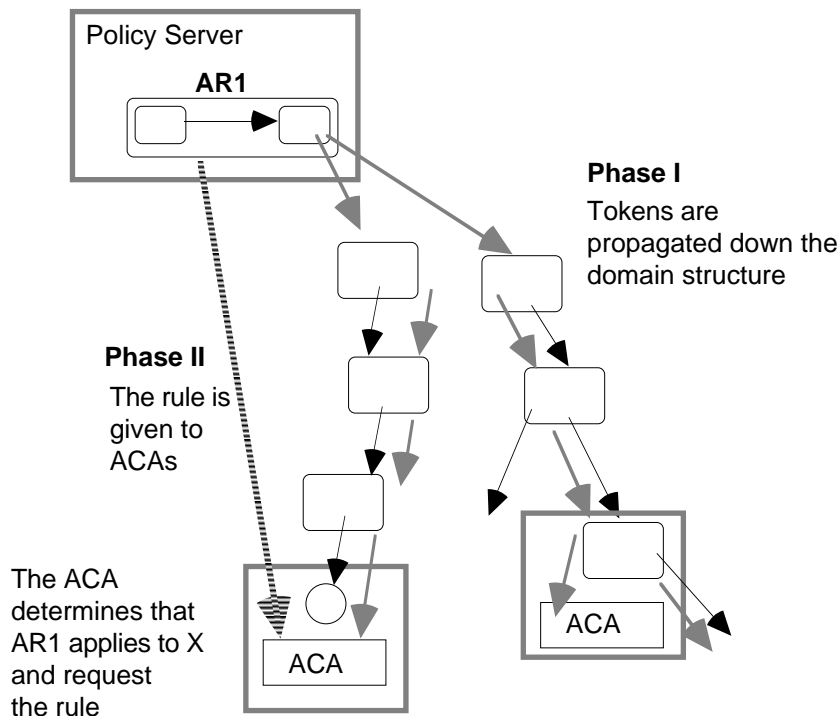 Policy Server
AR1
Phase I
Tokens are
propagated down the
domain structure
Phase II
The rule is
given to
ACAs
The ACA
determines that
AR1 applies to X
and request
the rule
ACA
ACA